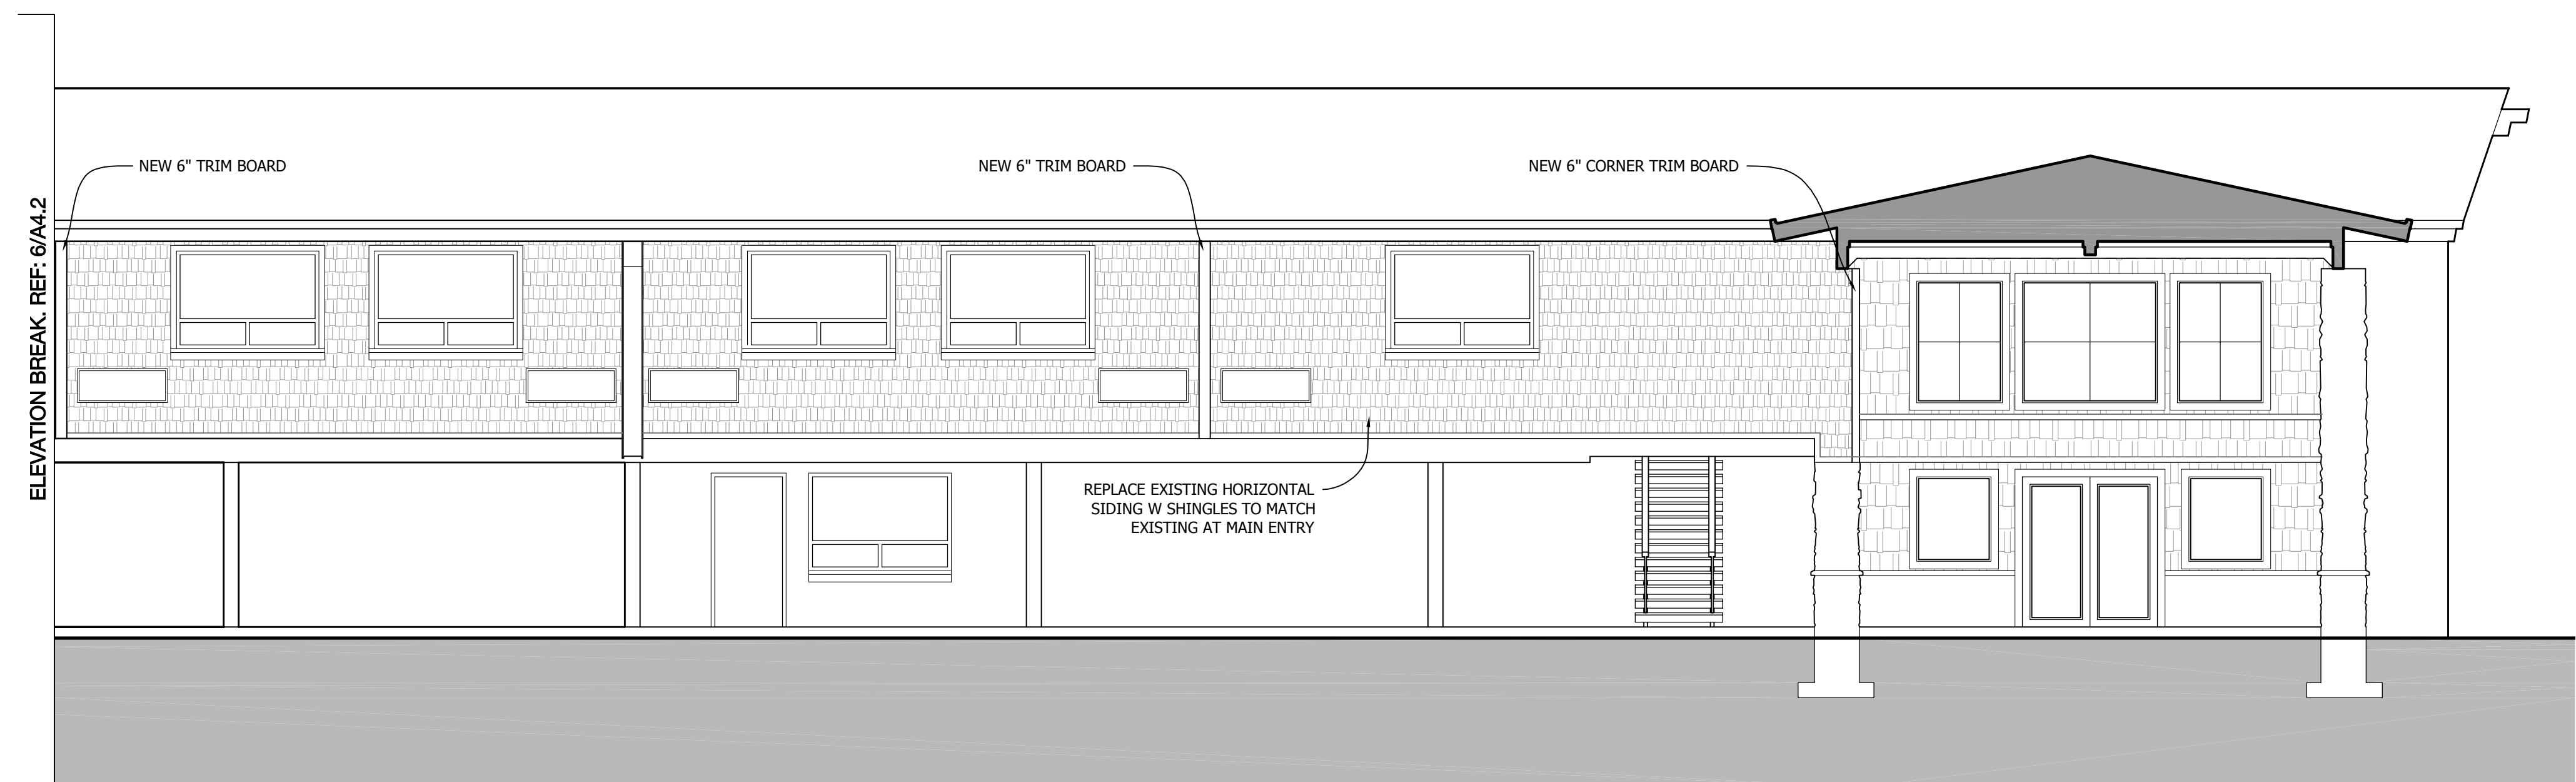 ELEVATION BREAK. REF: 6/A4.2
NEW 6" TRIM BOARD
NEW 6" TRIM BOARD
NEW 6" CORNER TRIM BOARD
REPLACE EXISTING HORIZONTAL
SIDING W SHINGLES TO MATCH
EXISTING AT MAIN ENTRY